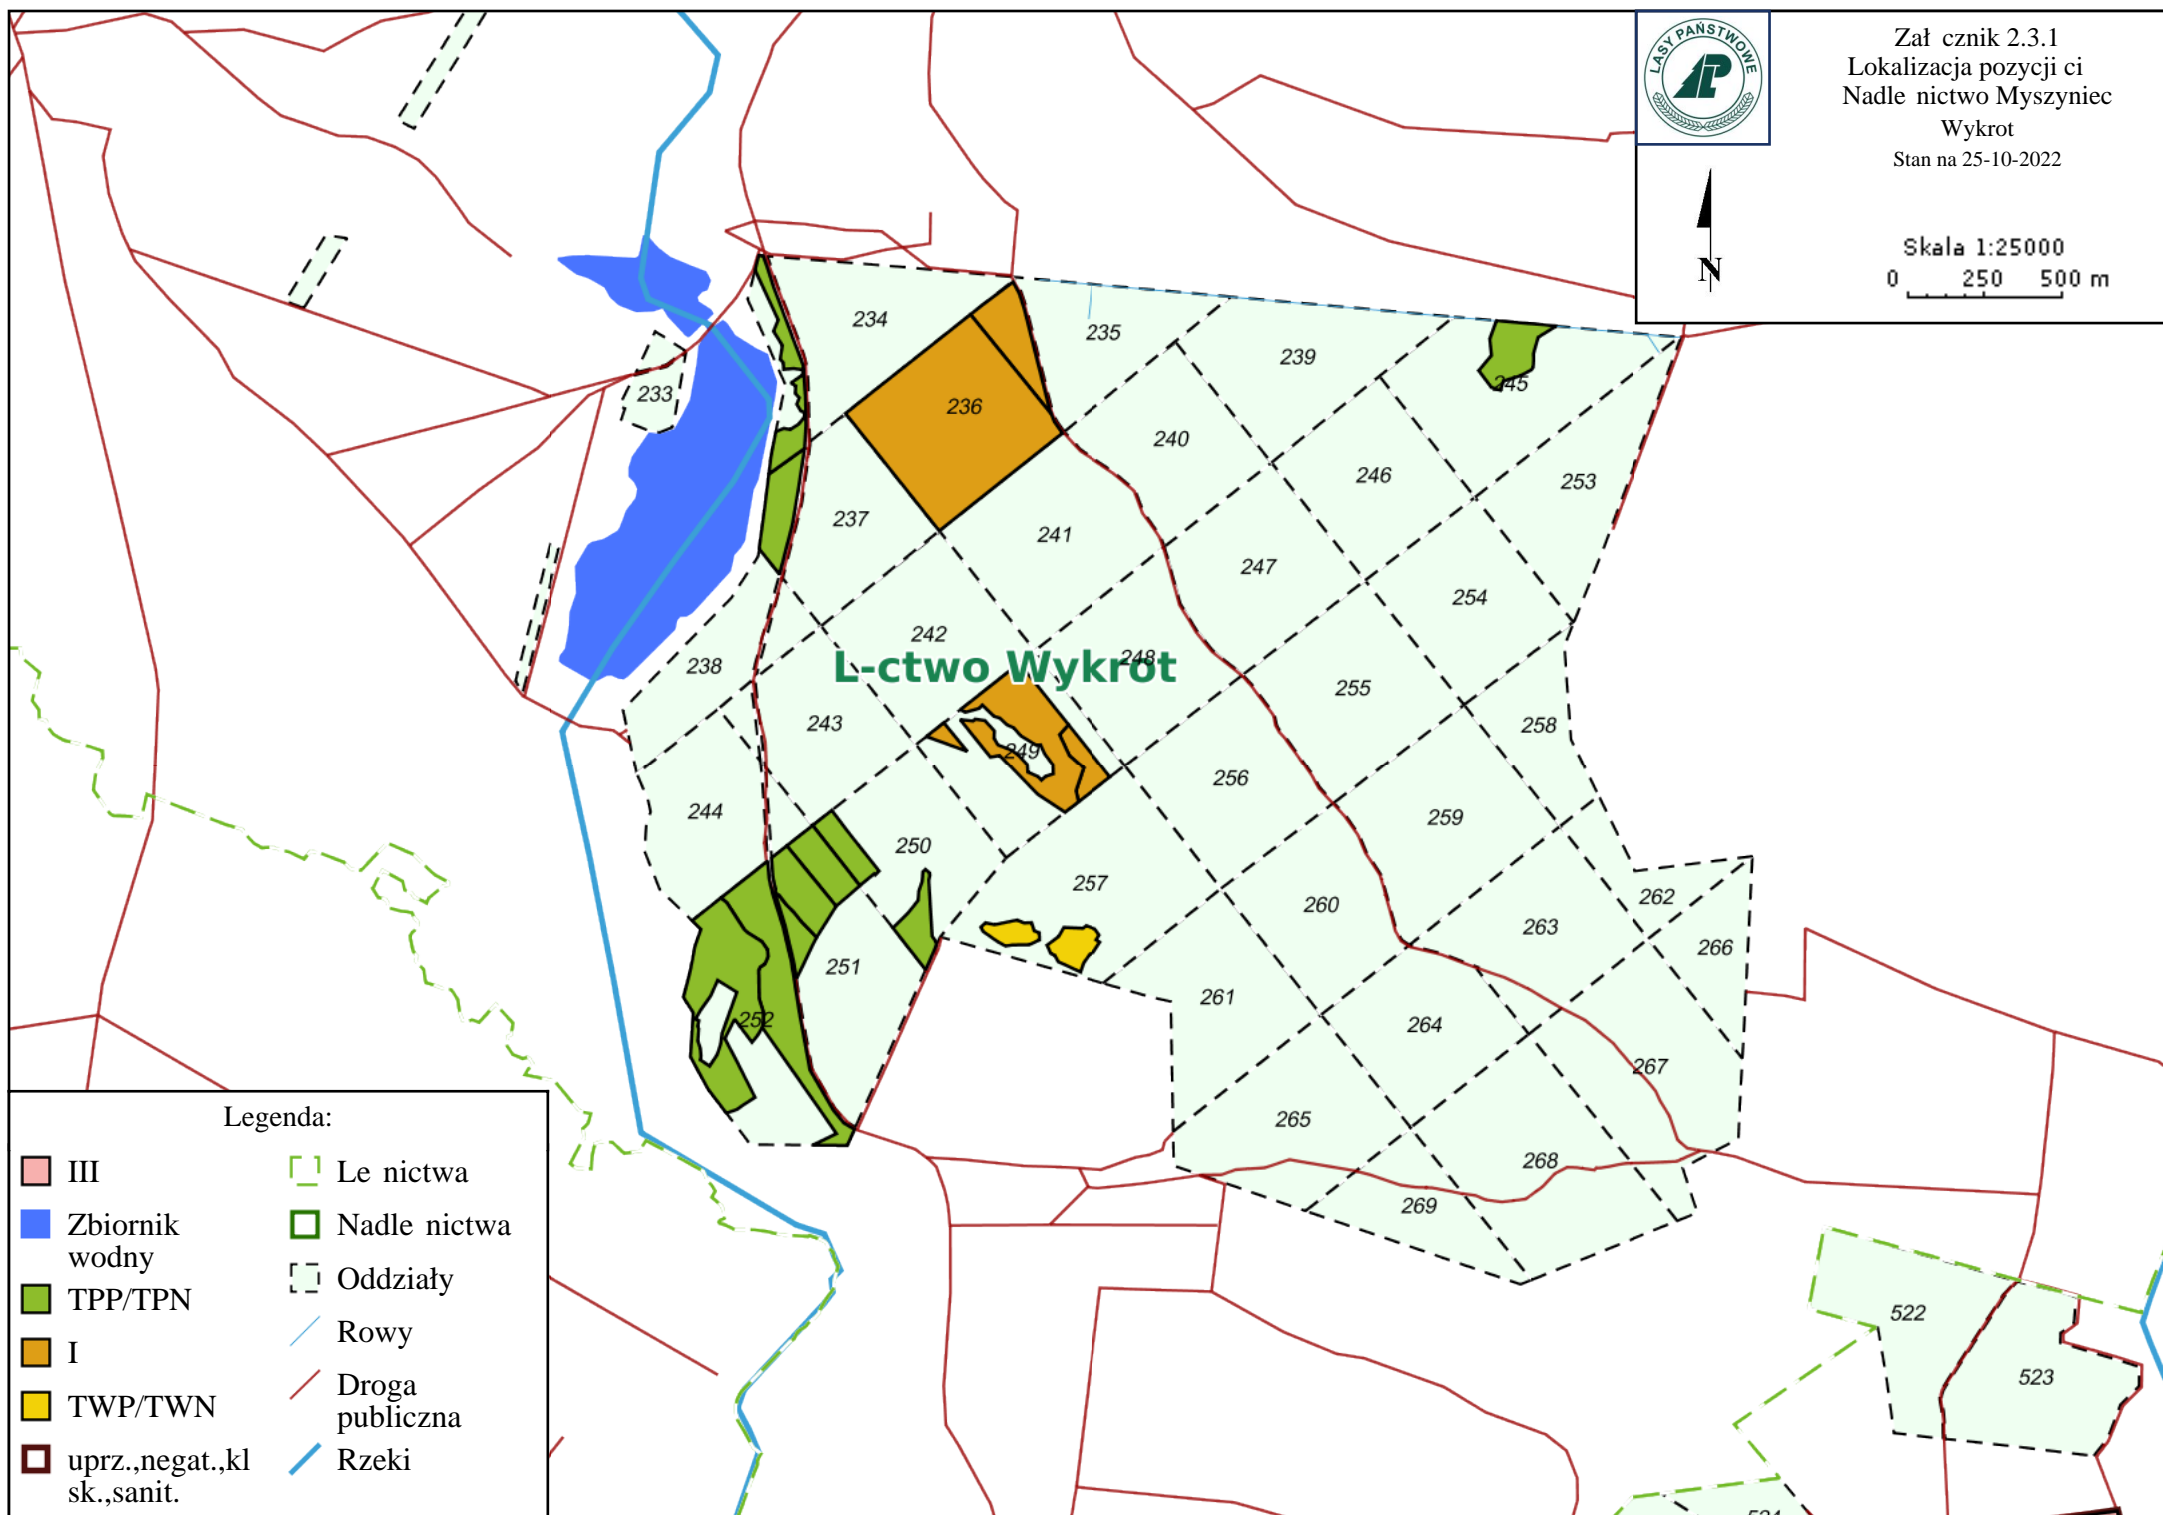 LASY PAŃSTWOWE
LP
Zał cznik 2.3.1
Lokalizacja pozycji ci
Nadle nictwo Myszyniec
Wykrot
Stan na 25-10-2022
N
Skala 1:25000
0 250 500 m
234
235
239
245
233
236
240
246
253
237
241
247
254
242
238
L-ctwo Wykrot
248
255
243
249
258
256
244
250
259
257
260
262
263
266
251
261
252
264
267
265
268
269
522
523
Legenda:
III
Zbiornik
wodny
TPP/TPN
I
TWP/TWN
uprz.,negat.,kl
sk.,sanit.
Le nictwa
Nadle nictwa
Oddziały
Rowy
Droga
publiczna
Rzeki